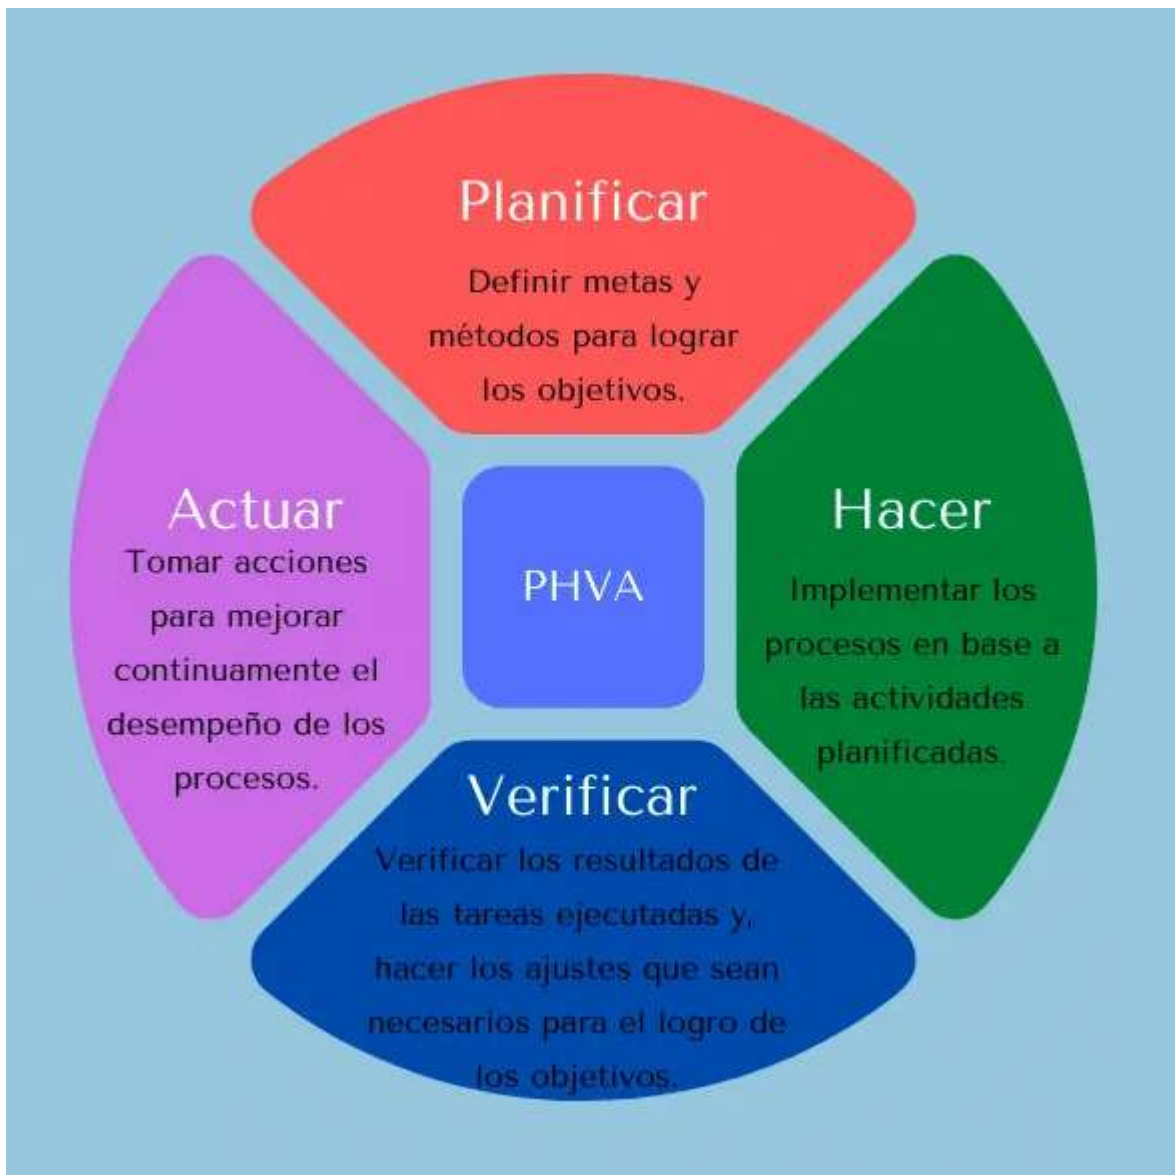 Planificar
Definir metas y
métodos para lograr
los objetivos.
Hacer
Implementar los
procesos en base a
las actividades
planificadas.
Verificar
Verificar los resultados de
las tareas ejecutadas y,
hacer los ajustes que sean
necesarios para el logro de
los objetivos.
Actuar
Tomar acciones
para mejorar
continuamente el
desempeño de los
procesos.
PHVA